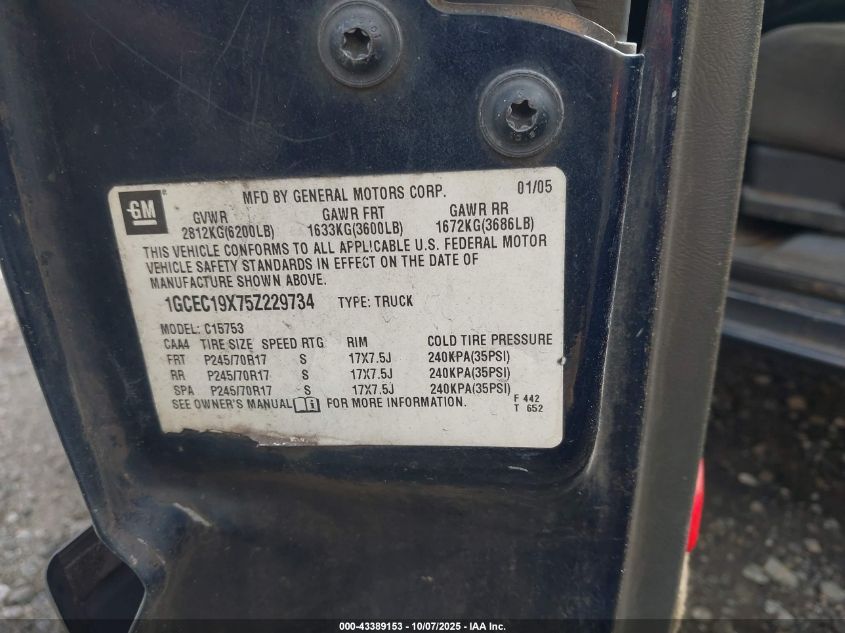 GM
MFD BY GENERAL MOTORS CORP. 01/05
GVWR GAWR FRT GAWR RR
2812KG(6200LB) 1633KG(3600LB) 1672KG(3686LB)
THIS VEHICLE CONFORMS TO ALL APPLICABLE U.S. FEDERAL MOTOR
VEHICLE SAFETY STANDARDS IN EFFECT ON THE DATE OF
MANUFACTURE SHOWN ABOVE.
1GCEC19X75Z229734 TYPE: TRUCK
MODEL: C15753
CAA4 TIRE SIZE SPEED RTG RIM COLD TIRE PRESSURE
FRT P245/70R17 S 17X7.5J 240KPA(35PSI)
RR P245/70R17 S 17X7.5J 240KPA(35PSI)
SPA P245/70R17 S 17X7.5J 240KPA(35PSI)
SEE OWNER'S MANUAL FOR MORE INFORMATION.
F 442
T 652
000-43389153 - 10/07/2025 - IAA Inc.